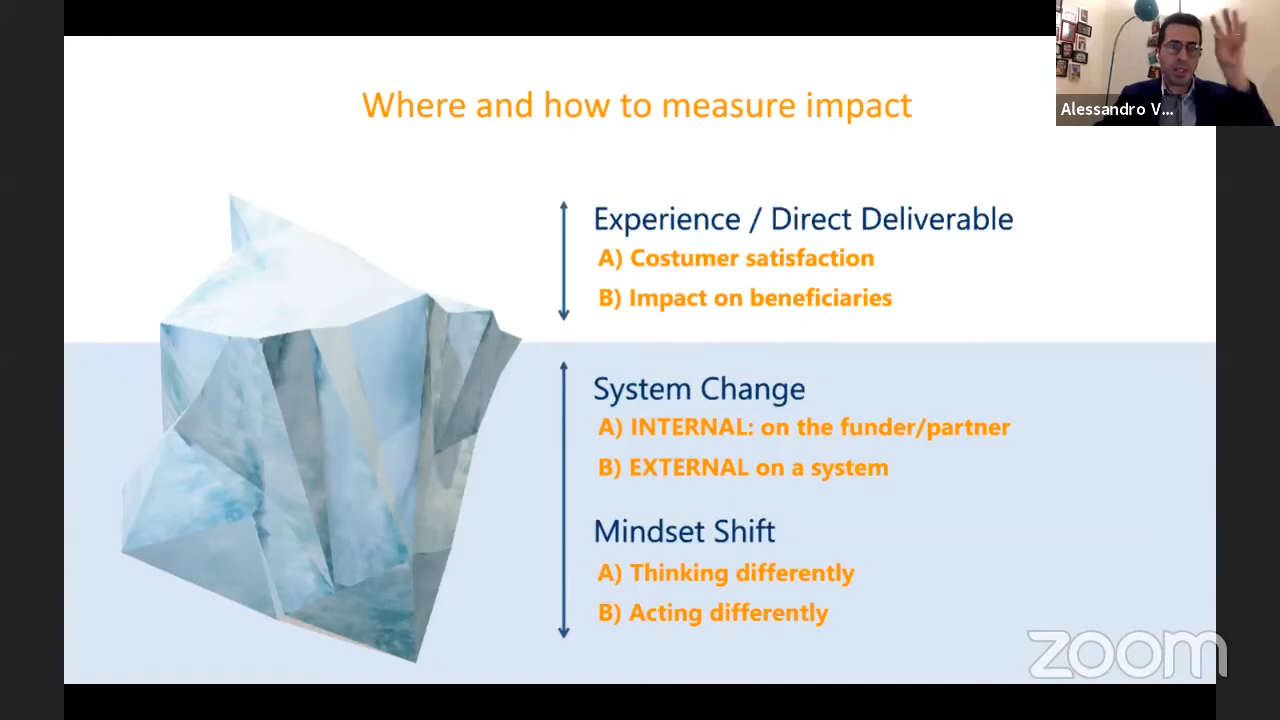 Where and how to measure impact
Alessandro V...
Experience / Direct Deliverable
A) Costumer satisfaction
B) Impact on beneficiaries
System Change
A) INTERNAL: on the funder/partner
B) EXTERNAL on a system
Mindset Shift
A) Thinking differently
B) Acting differently
zoom